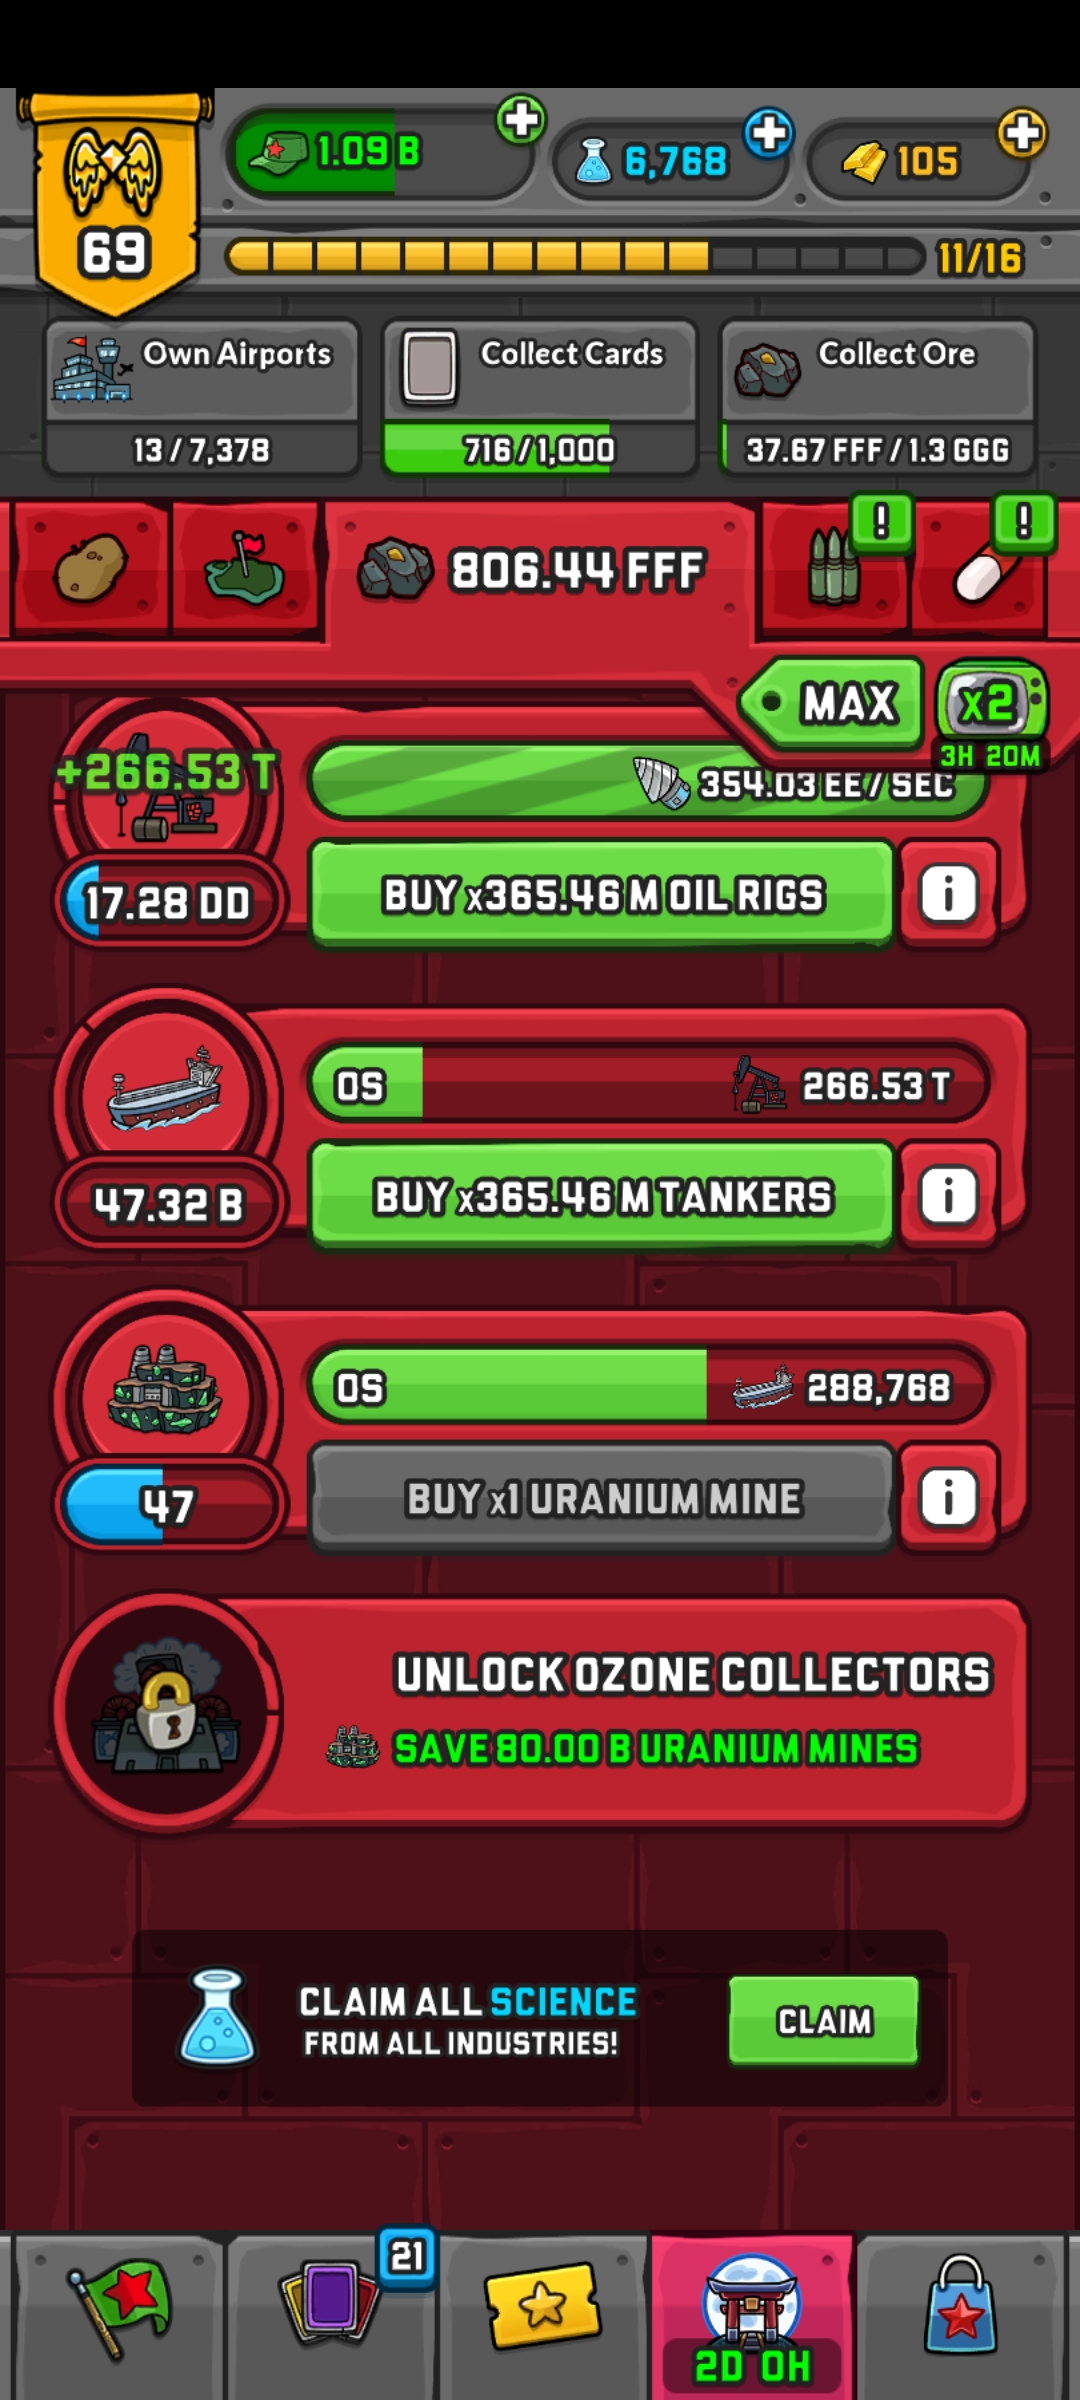 69
1.09 B
6,768
105
11/16
Own Airports
13 / 7,378
Collect Cards
716 / 1,000
Collect Ore
37.67 FFF / 1.3 GGG
!
!
806.44 FFF
MAX
x2
3H 20M
+266.53 T
354.03 EE / SEC
17.28 DD
BUY x365.46 M OIL RIGS
i
0S
266.53 T
47.32 B
BUY x365.46 M TANKERS
i
0S
288,768
47
BUY x1 URANIUM MINE
i
UNLOCK OZONE COLLECTORS
SAVE 80.00 B URANIUM MINES
CLAIM ALL SCIENCE
FROM ALL INDUSTRIES!
CLAIM
21
2D 0H